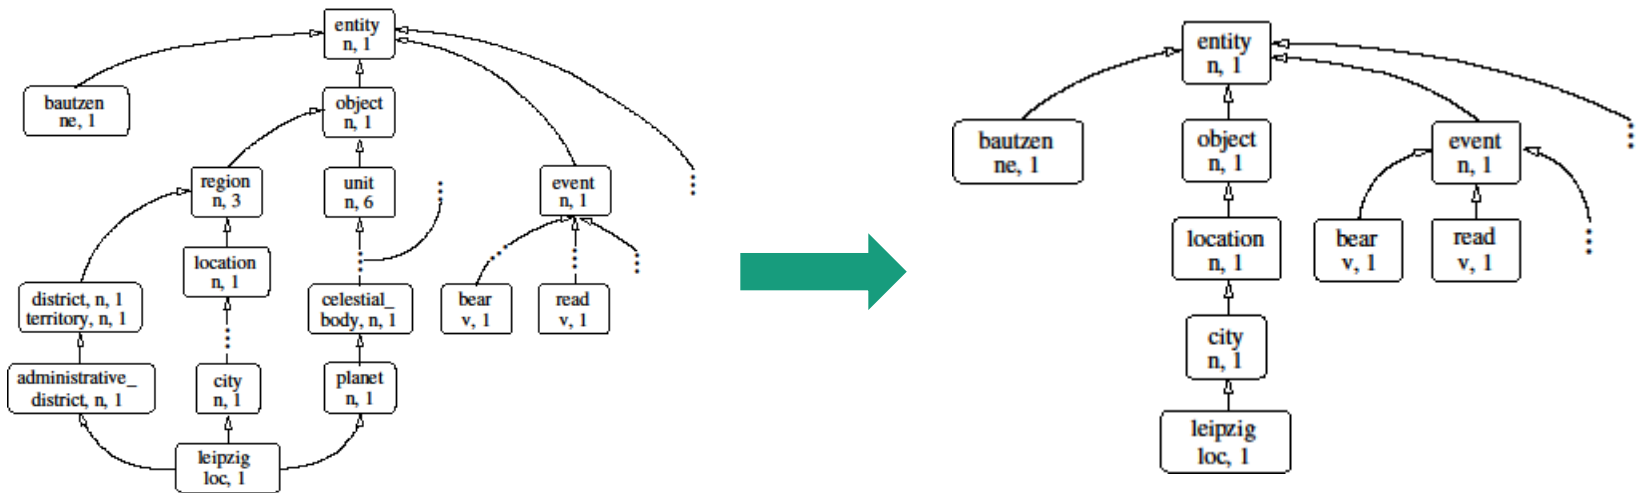 entity
n, 1
bautzen
ne, 1
object
n, 1
region
n, 3
unit
n, 6
event
n, 1
location
n, 1
district, n, 1
territory, n, 1
celestial_
body, n, 1
bear
v, 1
read
v, 1
administrative_
district, n, 1
city
n, 1
planet
n, 1
leipzig
loc, 1
entity
n, 1
bautzen
ne, 1
object
n, 1
event
n, 1
location
n, 1
bear
v, 1
read
v, 1
city
n, 1
leipzig
loc, 1